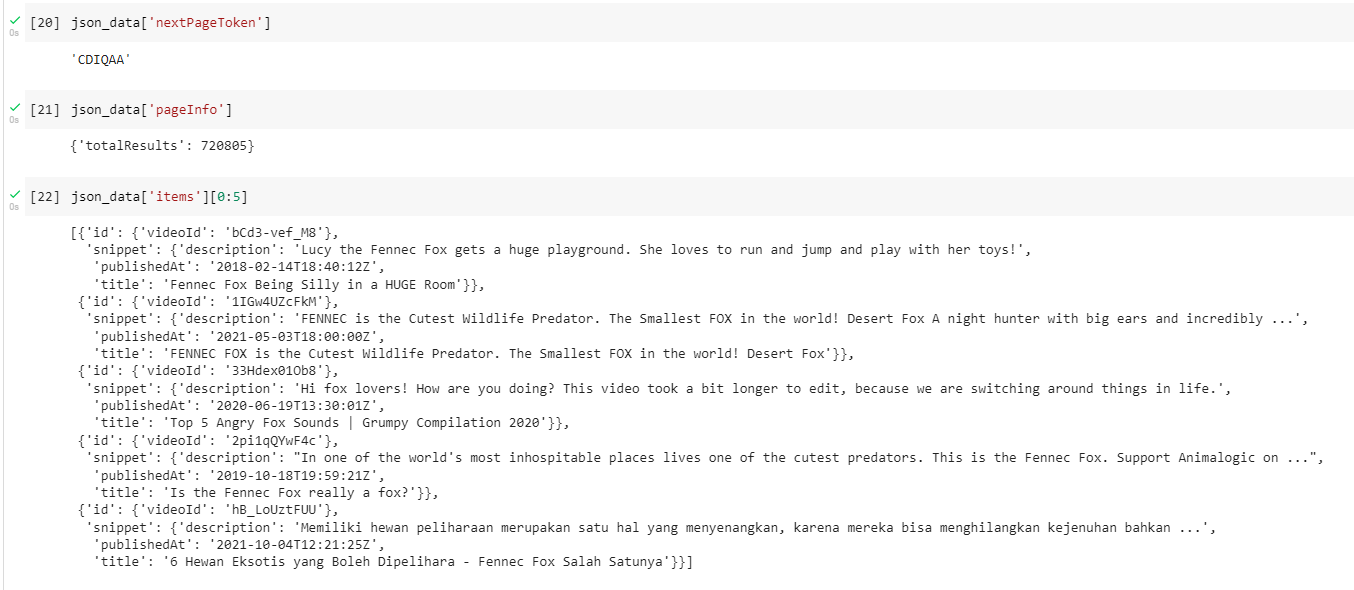 [20] json_data['nextPageToken']
0s
'CDIQAA'
[21] json_data['pageInfo']
0s
{'totalResults': 720805}
[22] json_data['items'][0:5]
0s
[{'id': {'videoId': 'bCd3-vef_M8'},
'snippet': {'description': 'Lucy the Fennec Fox gets a huge playground. She loves to run and jump and play with her toys!',
'publishedAt': '2018-02-14T18:40:12Z',
'title': 'Fennec Fox Being Silly in a HUGE Room'}},
{'id': {'videoId': '1IGw4UZcFkM'},
'snippet': {'description': 'FENNEC is the Cutest Wildlife Predator. The Smallest FOX in the world! Desert Fox A night hunter with big ears and incredibly ...',
'publishedAt': '2021-05-03T18:00:00Z',
'title': 'FENNEC FOX is the Cutest Wildlife Predator. The Smallest FOX in the world! Desert Fox'}},
{'id': {'videoId': '33Hdex01Ob8'},
'snippet': {'description': 'Hi fox lovers! How are you doing? This video took a bit longer to edit, because we are switching around things in life.',
'publishedAt': '2020-06-19T13:30:01Z',
'title': 'Top 5 Angry Fox Sounds | Grumpy Compilation 2020'}},
{'id': {'videoId': '2pi1qQYwF4c'},
'snippet': {'description': "In one of the world's most inhospitable places lives one of the cutest predators. This is the Fennec Fox. Support Animalogic on ...",
'publishedAt': '2019-10-18T19:59:21Z',
'title': 'Is the Fennec Fox really a fox?'}},
{'id': {'videoId': 'hB_LoUztFUU'},
'snippet': {'description': 'Memiliki hewan peliharaan merupakan satu hal yang menyenangkan, karena mereka bisa menghilangkan kejenuhan bahkan ...',
'publishedAt': '2021-10-04T12:21:25Z',
'title': '6 Hewan Eksotis yang Boleh Dipelihara - Fennec Fox Salah Satunya'}}]